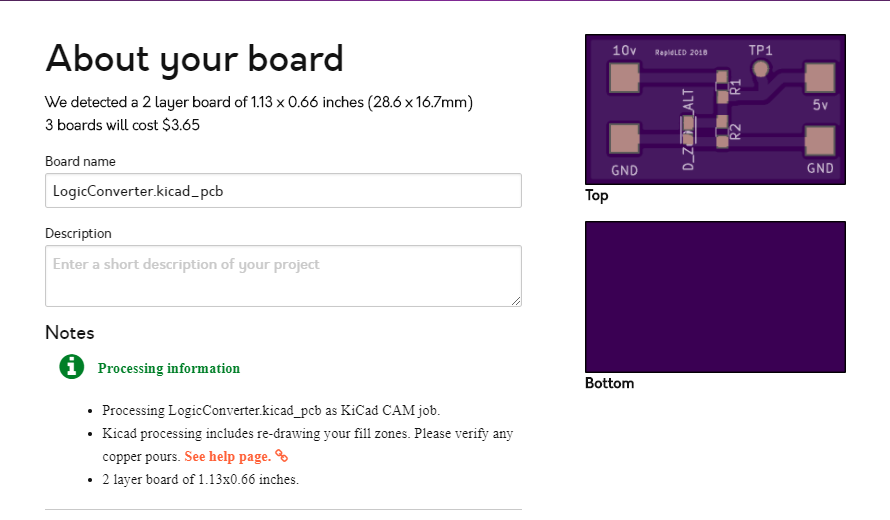 About your board
We detected a 2 layer board of 1.13 x 0.66 inches (28.6 x 16.7mm)
3 boards will cost $3.65
Board name
LogicConverter.kicad_pcb
Description
Enter a short description of your project
Notes
Processing information
Processing LogicConverter.kicad_pcb as KiCad CAM job.
Kicad processing includes re-drawing your fill zones. Please verify any
copper pours. See help page.
2 layer board of 1.13x0.66 inches.
10v
RapidLED 2018
TP1
R1
5v
R2
GND
GND
Top
Bottom